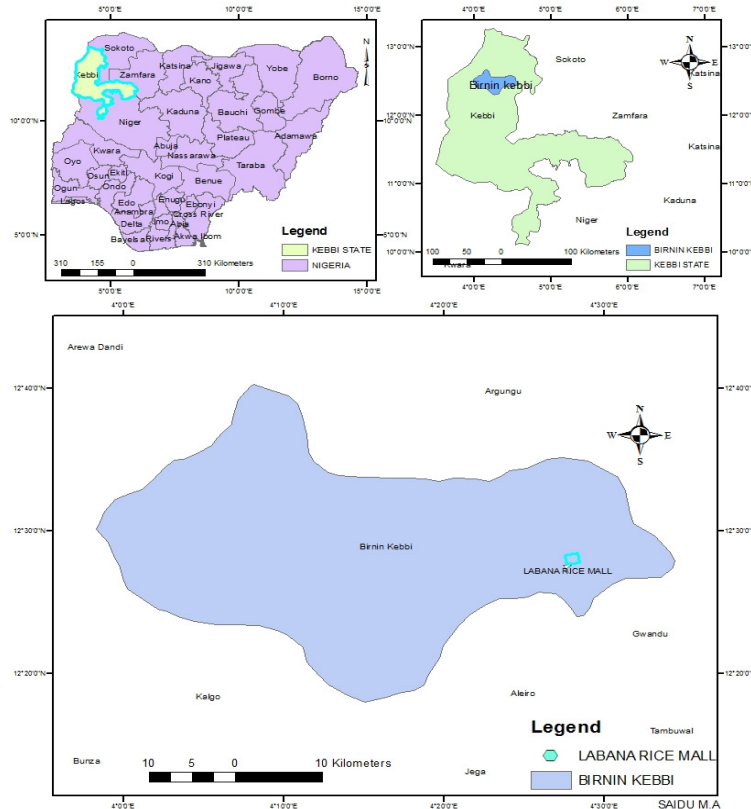 5°0'0"E 10°0'0"E 15°0'0"E
N
S
Sokoto
Kebbi
Zamfara
Katsina
Kano
Jigawa
Yobe
Borno
Kaduna
Bauchi
Gombe
Adamawa
10°0'0"N
10°0'0"N
Niger
Abuja
Plateau
Nassarawa
Kwara
Taraba
Oyo
Osun
Ekiti
Kogi
Benue
Ogun
Ondo
Lagos
Edo
Enugu
Ebonyi
Anambra
Cross River
Delta
Imo
Abia
Bayelsa
Rivers
Akwa Ibom
5°0'0"N
5°0'0"N
Legend
KEBBI STATE
NIGERIA
310 155 0 310 Kilometers
5°0'0"E 10°0'0"E 15°0'0"E
4°0'0"E 5°0'0"E 6°0'0"E 7°0'0"E
13°0'0"N
13°0'0"N
N
W E
S
Sokoto
Katsina
Birnin kebbi
12°0'0"N
12°0'0"N
Kebbi
Zamfara
Katsina
11°0'0"N
11°0'0"N
Kaduna
Niger
Legend
BIRNIN KEBBI
KEBBI STATE
10°0'0"N
10°0'0"N
100 50 0 100 Kilometers
Kwara
4°0'0"E 5°0'0"E 6°0'0"E 7°0'0"E
4°0'0"E 4°10'0"E 4°20'0"E 4°30'0"E
Arewa Dandi
12°40'0"N
12°40'0"N
Argungu
N
W E
S
12°30'0"N
12°30'0"N
Birnin Kebbi
LABANA RICE MALL
Gwandu
12°20'0"N
12°20'0"N
Kalgo
Aleiro
Tambuwal
Bunza
Jega
Legend
LABANA RICE MALL
BIRNIN KEBBI
10 5 0 10 Kilometers
4°0'0"E 4°10'0"E 4°20'0"E 4°30'0"E
SAIDU M.A